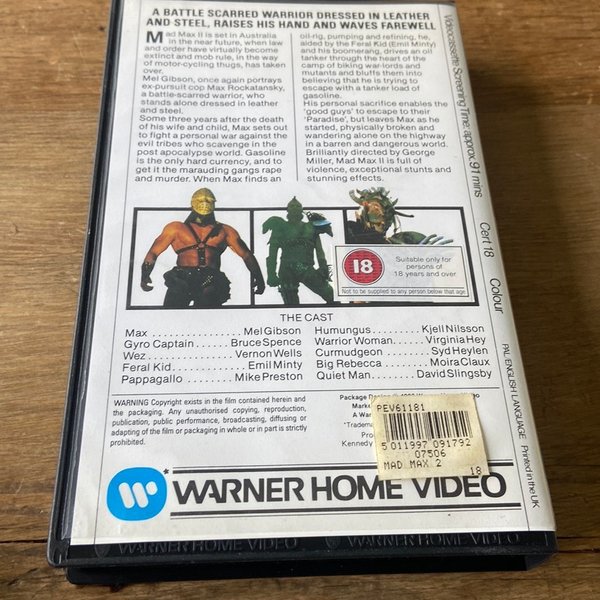 A BATTLE SCARRED WARRIOR DRESSED IN LEATHER
AND STEEL, RAISES HIS HAND AND WAVES FAREWELL
Mad Max II is set in Australia
in the near future, when law
and order have virtually become
extinct and mob rule, in the way
of motor-cycling thugs, has taken
over.
Mel Gibson, once again portrays
ex-pursuit cop Max Rockatansky,
a battle-scarred warrior, who
stands alone dressed in leather
and steel.
Some three years after the death
of his wife and child, Max sets out
to fight a personal war against the
evil tribes who scavenge in the
post apocalypse world. Gasoline
is the only hard currency, and to
get it the marauding gangs rape
and murder. When Max finds an
oil-rig, pumping and refining, he,
aided by the Feral Kid (Emil Minty)
and his boomerang, drives an oil
tanker through the heart of the
camp of biking war-lords and
mutants and bluffs them into
believing that he is trying to
escape with a tanker load of
gasoline.
His personal sacrifice enables the
'good guys' to escape to their
'Paradise', but leaves Max as he
started, physically broken and
wandering alone on the highway
in a barren and dangerous world.
Brilliantly directed by George
Miller, Mad Max II is full of
violence, exceptional stunts and
stunning effects.
18
Suitable only for
persons of
18 years and over
Not to be supplied to any person below that age
THE CAST
Max ................ Mel Gibson
Gyro Captain ....... Bruce Spence
Wez ................ Vernon Wells
Feral Kid .......... Emil Minty
Pappagallo ......... Mike Preston
Humungus ........ Kjell Nilsson
Warrior Woman ...... Virginia Hey
Curmudgeon ...... Syd Heylen
Big Rebecca ........ Moira Claux
Quiet Man ......... David Slingsby
WARNING Copyright exists in the film contained herein and
the packaging. Any unauthorised copying, reproduction,
publication, public performance, broadcasting, diffusing or
adapting of the film or packaging in whole or in part is strictly
prohibited.
Package Design
Marke
"Tradema
Pro
Kennedy
PEV61181
5 011997 091792
07506
MAD MAX 2
18
WARNER HOME VIDEO
WARNER HOME VIDEO
Videocassette Screening Time approx. 91 mins
Cert 18
Colour
PAL ENGLISH LANGUAGE
Printed in the UK